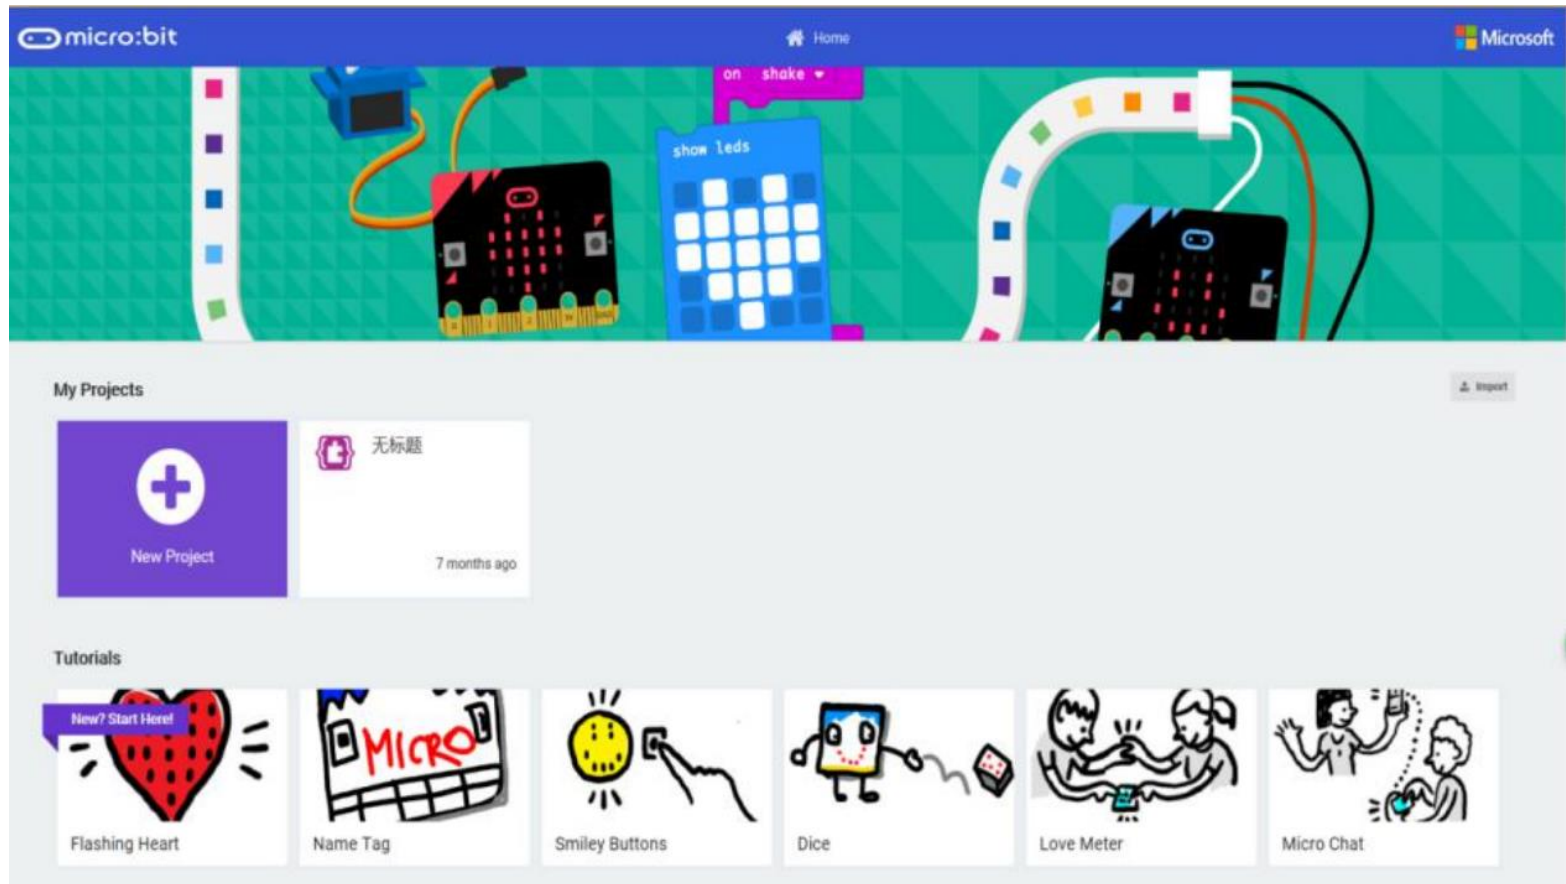 micro:bit
Home
Microsoft
on shake
show leds
My Projects
Import
New Project
无标题
7 months ago
Tutorials
New? Start Here!
MICRO
Flashing Heart
Name Tag
Smiley Buttons
Dice
Love Meter
Micro Chat